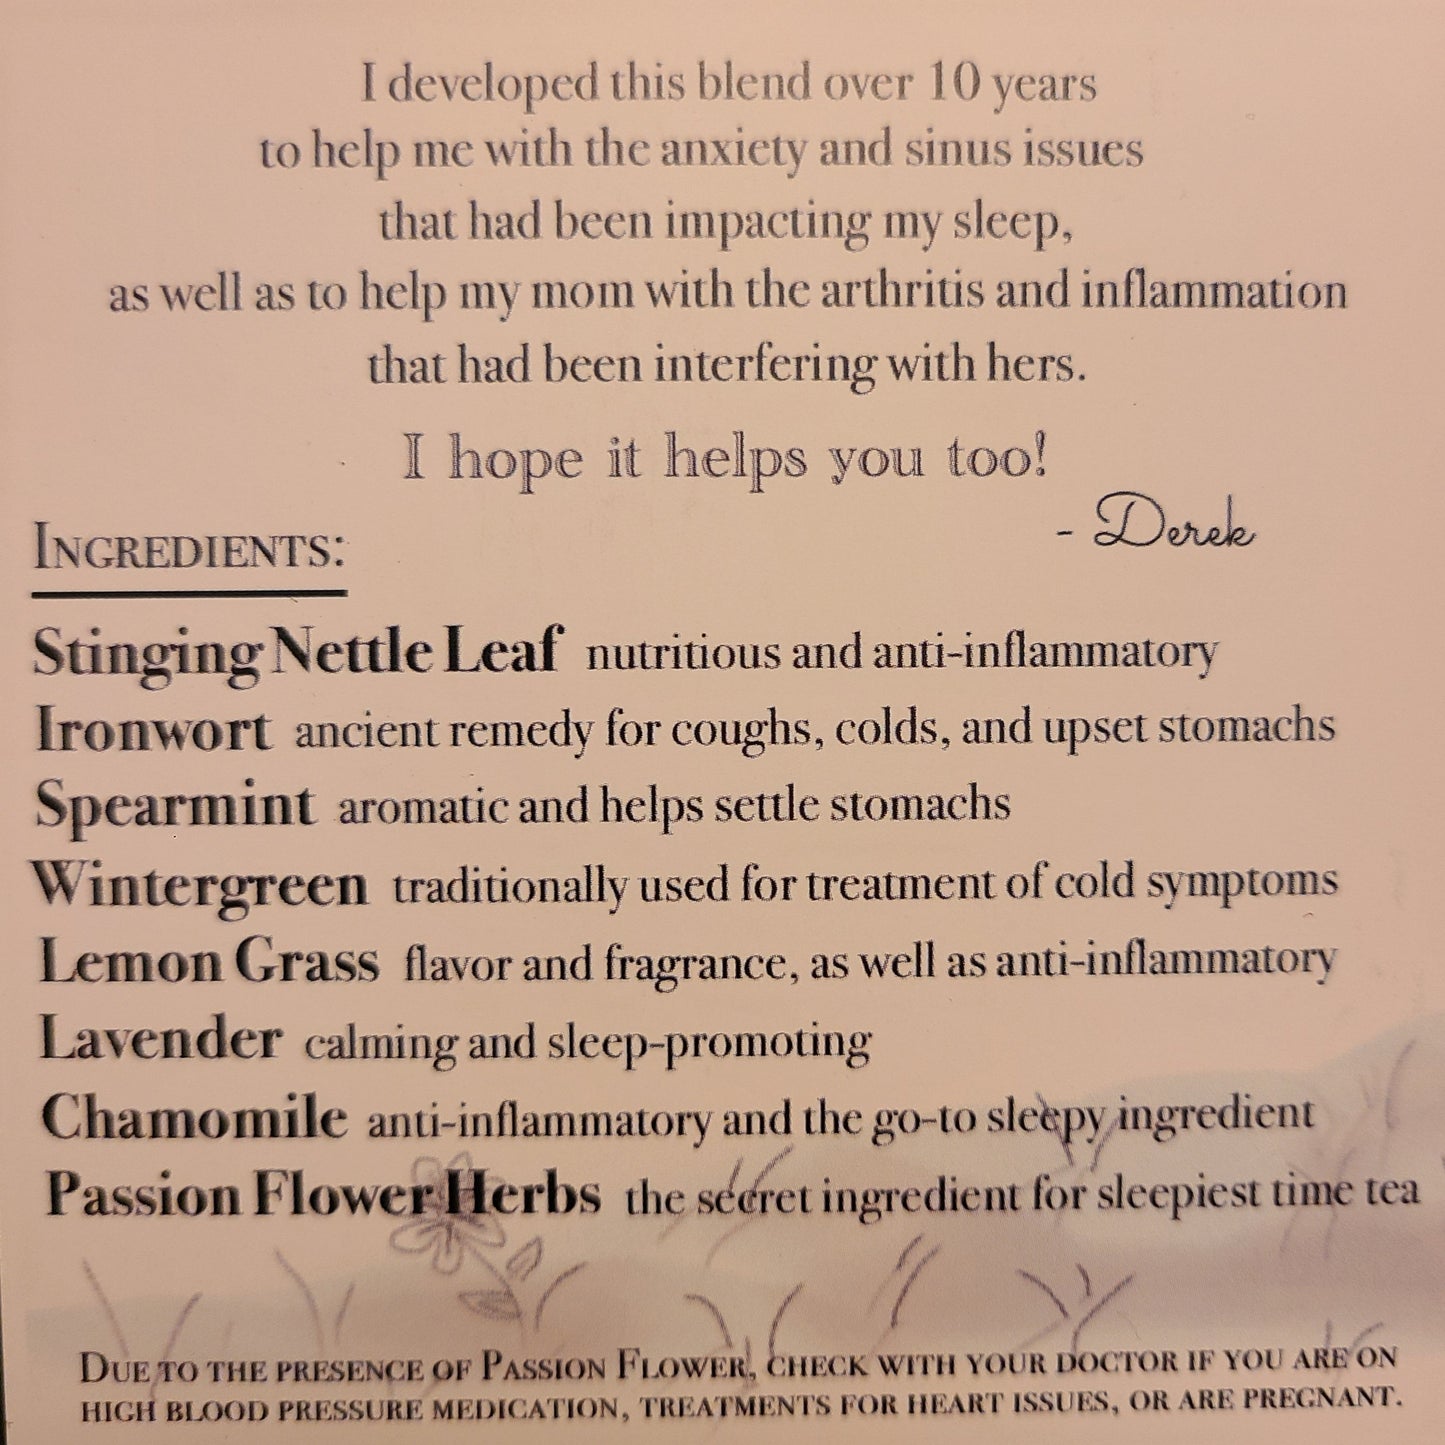 I developed this blend over 10 years
to help me with the anxiety and sinus issues
that had been impacting my sleep,
as well as to help my mom with the arthritis and inflammation
that had been interfering with hers.
I hope it helps you too!
- Derek
INGREDIENTS:
Stinging Nettle Leaf nutritious and anti-inflammatory
Ironwort ancient remedy for coughs, colds, and upset stomachs
Spearmint aromatic and helps settle stomachs
Wintergreen traditionally used for treatment of cold symptoms
Lemon Grass flavor and fragrance, as well as anti-inflammatory
Lavender calming and sleep-promoting
Chamomile anti-inflammatory and the go-to sleepy ingredient
Passion Flower Herbs the secret ingredient for sleepiest time tea
DUE TO THE PRESENCE OF PASSION FLOWER, CHECK WITH YOUR DOCTOR IF YOU ARE ON
HIGH BLOOD PRESSURE MEDICATION, TREATMENTS FOR HEART ISSUES, OR ARE PREGNANT.